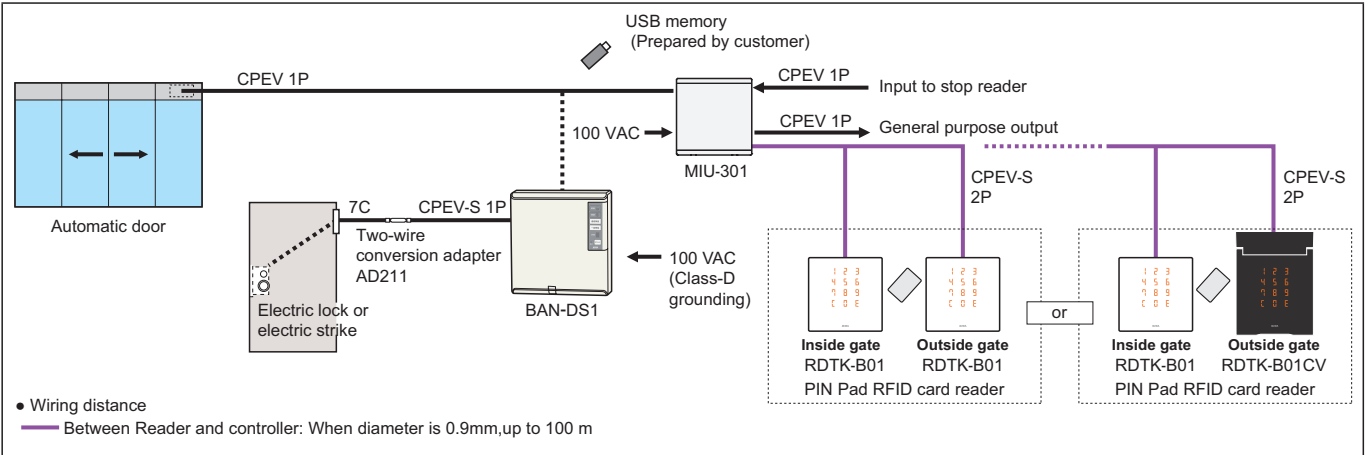 USB memory
(Prepared by customer)
CPEV 1P
CPEV 1P
Input to stop reader
100 VAC
CPEV 1P
General purpose output
MIU-301
CPEV-S
2P
CPEV-S
2P
Automatic door
7C
CPEV-S 1P
Two-wire
conversion adapter
AD211
100 VAC
(Class-D
grounding)
Electric lock or
electric strike
BAN-DS1
1 2 3
4 5 6
7 8 9
C 0 E
1 2 3
4 5 6
7 8 9
C 0 E
or
1 2 3
4 5 6
7 8 9
C 0 E
1 2 3
4 5 6
7 8 9
C 0 E
Inside gate
RDTK-B01
Outside gate
RDTK-B01
PIN Pad RFID card reader
Inside gate
RDTK-B01
Outside gate
RDTK-B01CV
PIN Pad RFID card reader
● Wiring distance
Between Reader and controller: When diameter is 0.9mm,up to 100 m